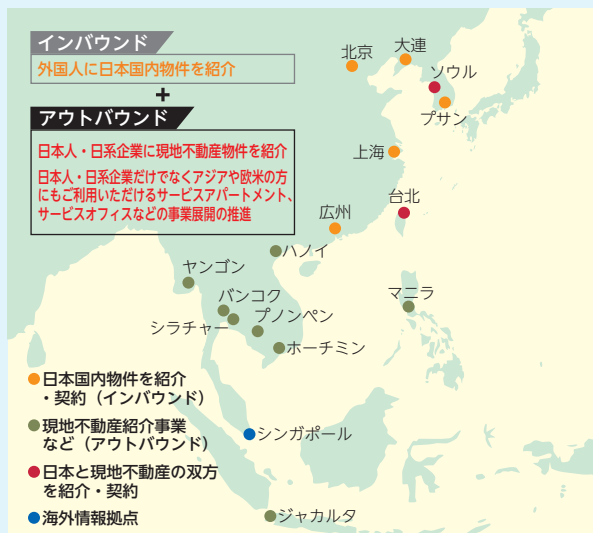 インバウンド
外国人に日本国内物件を紹介
+
アウトバウンド
日本人・日系企業に現地不動産物件を紹介
日本人・日系企業だけでなくアジアや欧米の方
にもご利用いただけるサービスアパートメント、
サービスオフィスなどの事業展開の推進
北京
大連
ソウル
プサン
上海
台北
広州
ハノイ
ヤンゴン
バンコク
マニラ
プノンペン
シラチャー
ホーチミン
シンガポール
ジャカルタ
日本国内物件を紹介
・契約（インバウンド）
現地不動産紹介事業
など（アウトバウンド）
日本と現地不動産の双方
を紹介・契約
海外情報拠点